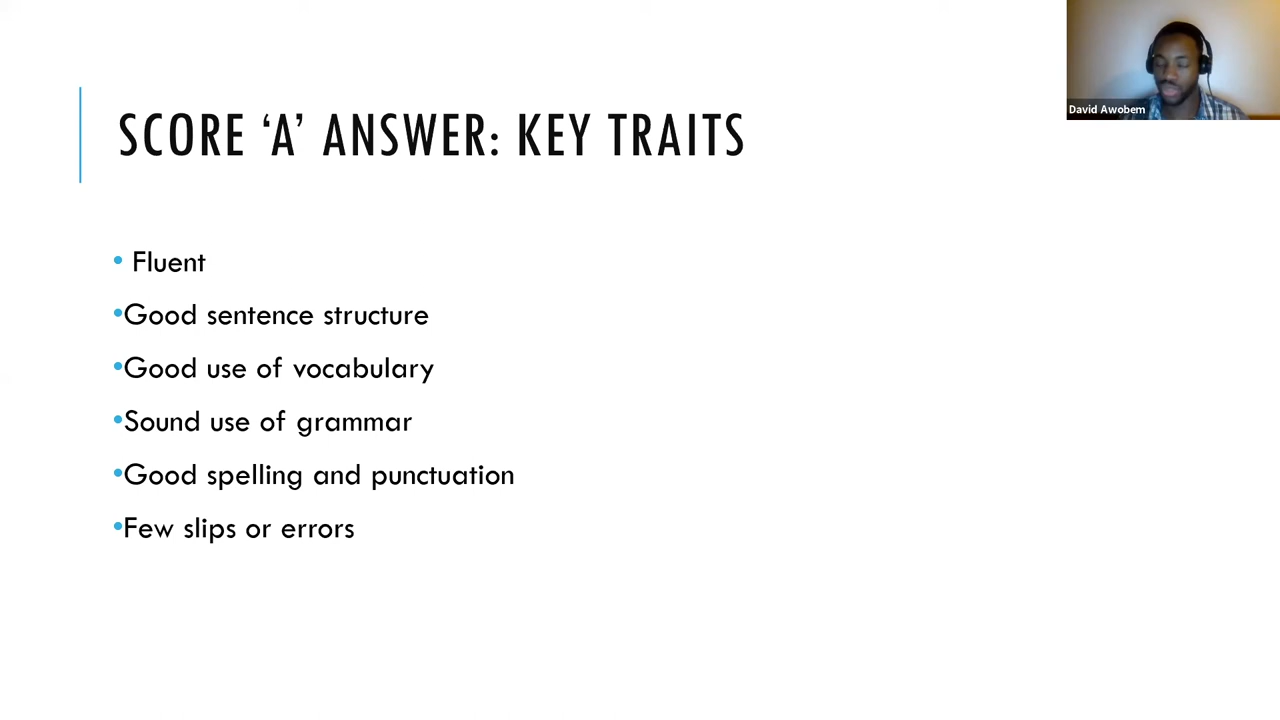 SCORE ‘A’ ANSWER: KEY TRAITS
David Awobem
• Fluent
•Good sentence structure
•Good use of vocabulary
•Sound use of grammar
•Good spelling and punctuation
•Few slips or errors